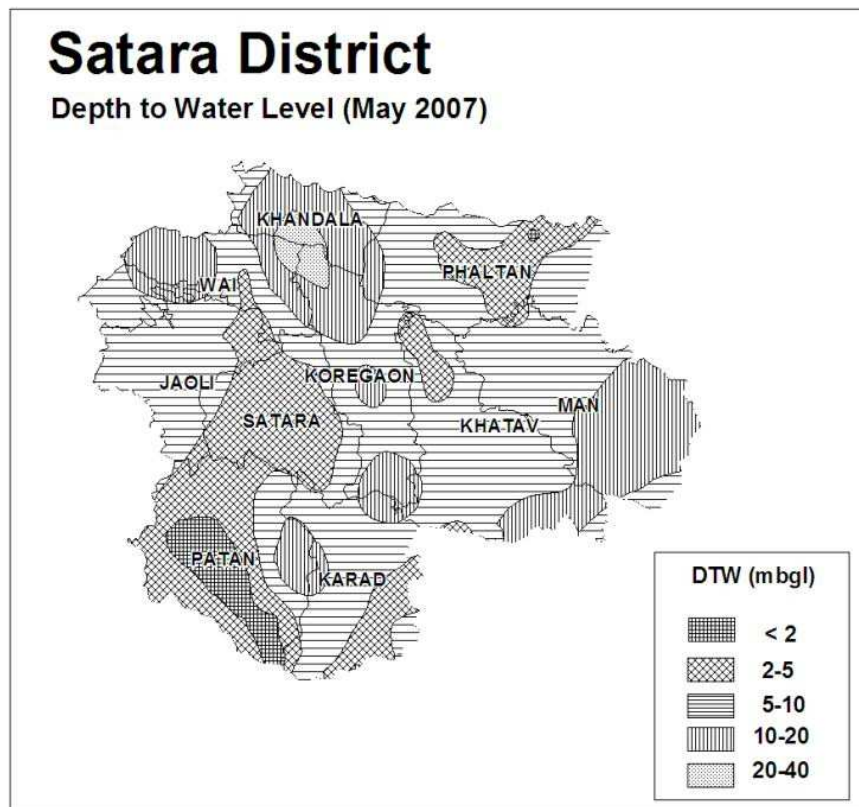 Satara District
Depth to Water Level (May 2007)
KHANDALA
PHALTAN
WAI
JAOLI
KOREGAON
MAN
SATARA
KHATAV
PATAN
KARAD
DTW (mbgl)
< 2
2-5
5-10
10-20
20-40